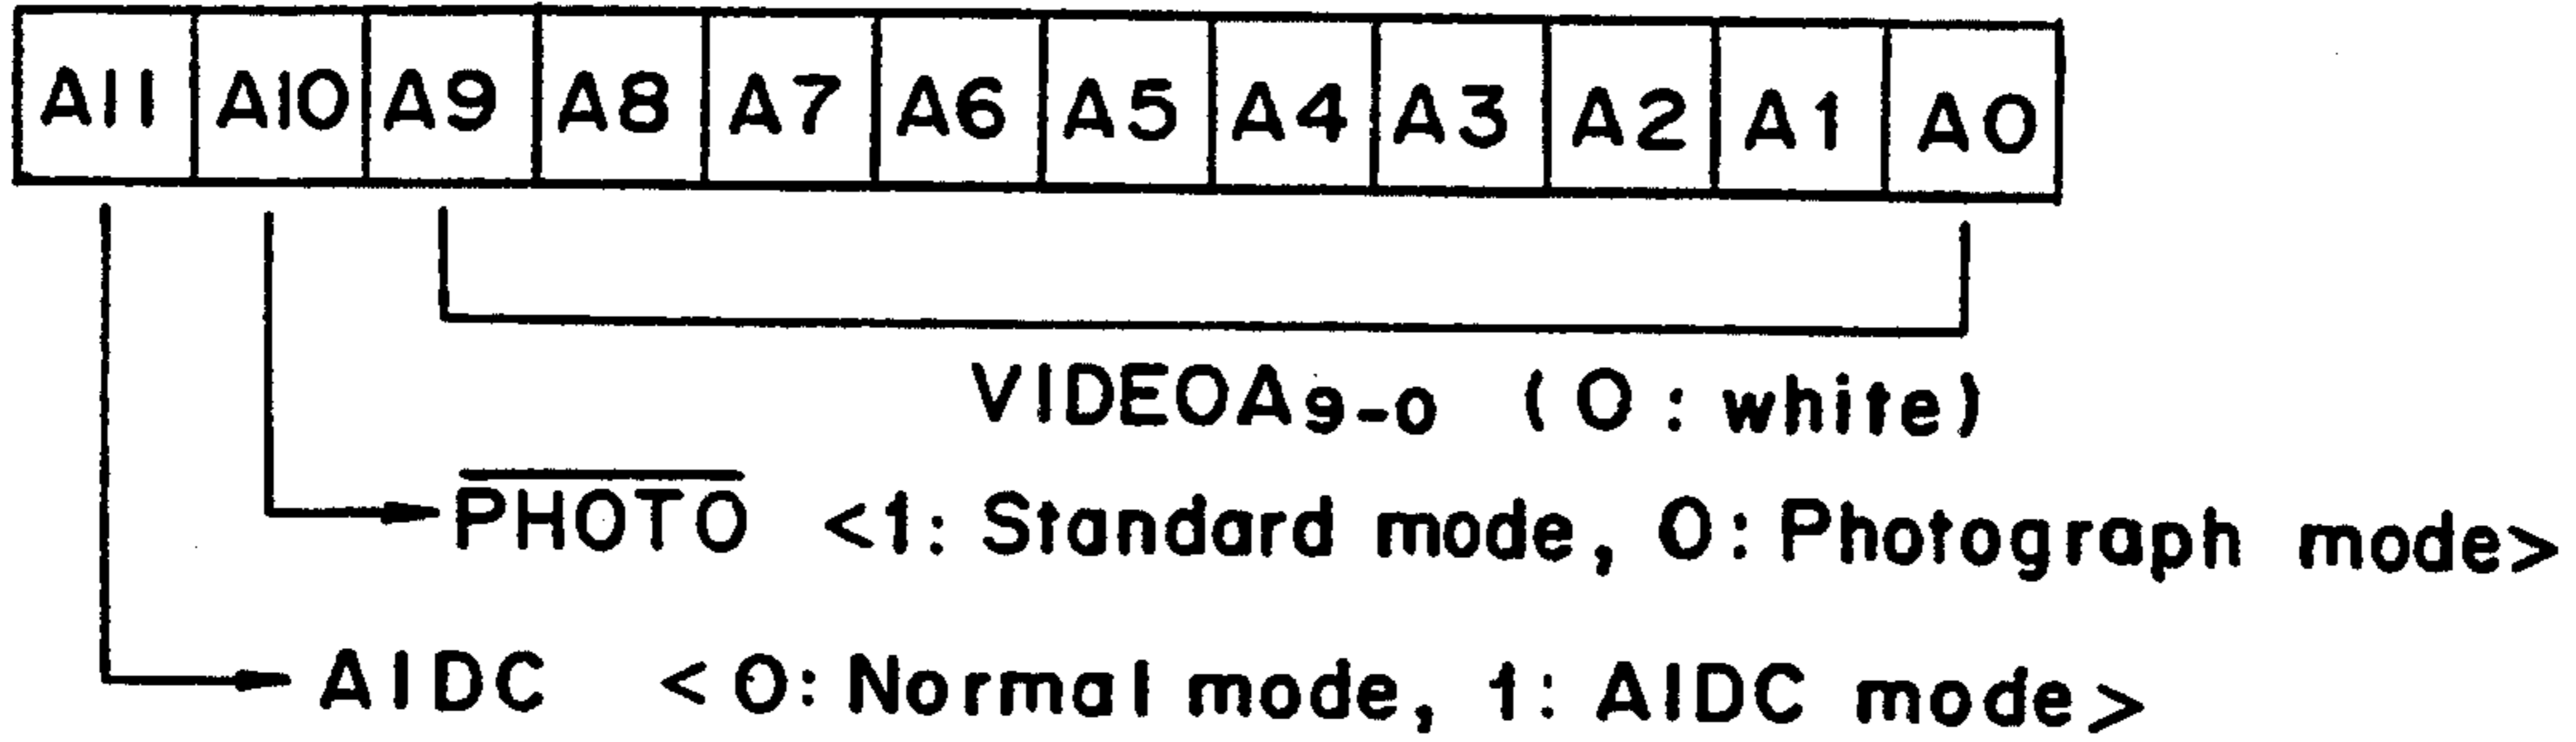 A11 A10 A9 A8 A7 A6 A5 A4 A3 A2 A1 A0
VIDEOA9-0 (0: white)
PHOTO <1: Standard mode, 0: Photograph mode>
AIDC <0: Normal mode, 1: AIDC mode>